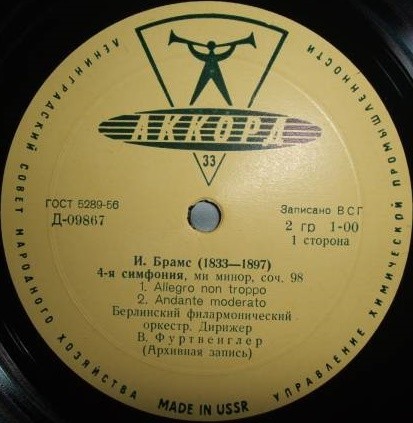 ЛЕНИНГРАДСКИЙ СОВЕТ НАРОДНОГО ХОЗЯЙСТВА
УПРАВЛЕНИЕ ХИМИЧЕСКОЙ ПРОМЫШЛЕННОСТИ
АККОРД
33
ГОСТ 5289-56
Д-09867
Записано ВСГ
2 гр 1-00
1 сторона
И. Брамс (1833—1897)
4-я симфония, ми минор, соч. 98
1. Allegro non troppo
2. Andante moderato
Берлинский филармонический
оркестр. Дирижер
В. Фуртвенглер
(Архивная запись)
MADE IN USSR